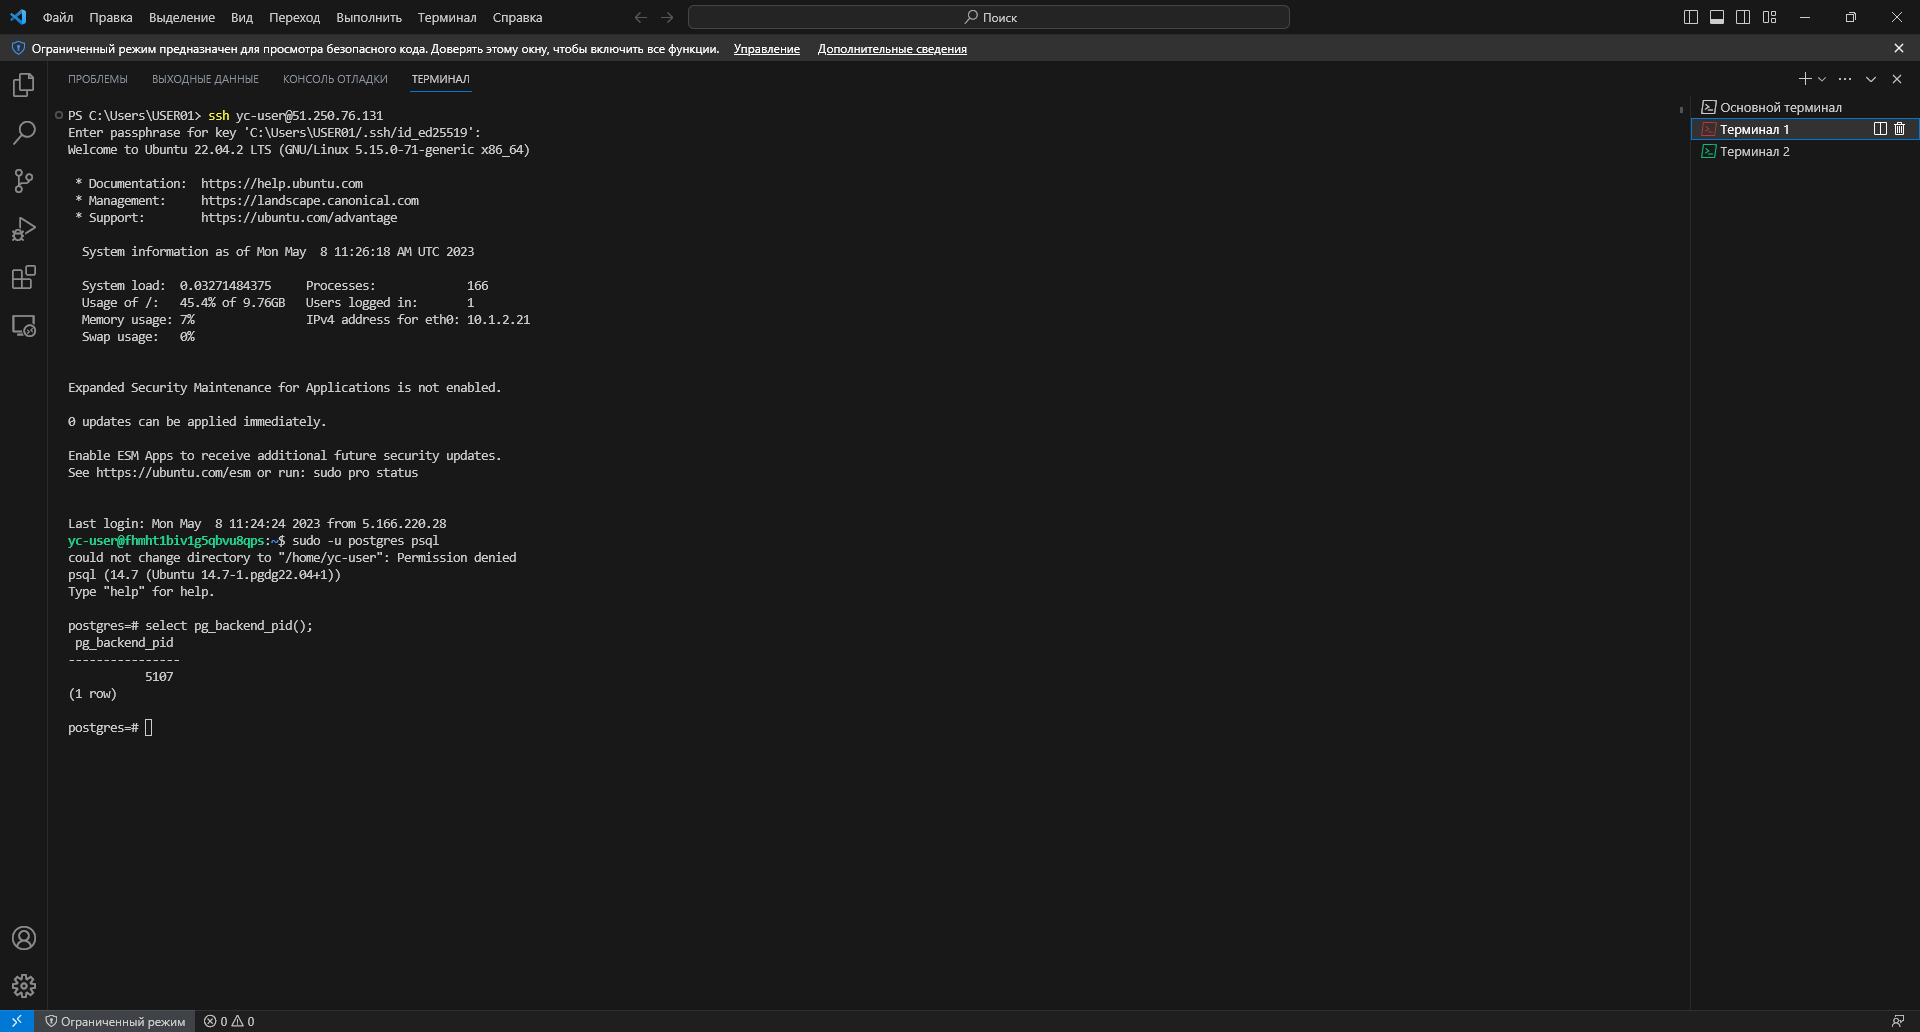 Файл Правка Выделение Вид Переход Выполнить Терминал Справка
Поиск
Ограниченный режим предназначен для просмотра безопасного кода. Доверять этому окну, чтобы включить все функции. Управление Дополнительные сведения
ПРОБЛЕМЫ ВЫХОДНЫЕ ДАННЫЕ КОНСОЛЬ ОТЛАДКИ ТЕРМИНАЛ
PS C:\Users\USER01> ssh yc-user@51.250.76.131
Enter passphrase for key 'C:\Users\USER01/.ssh/id_ed25519':
Welcome to Ubuntu 22.04.2 LTS (GNU/Linux 5.15.0-71-generic x86_64)
* Documentation:  https://help.ubuntu.com
* Management:     https://landscape.canonical.com
* Support:        https://ubuntu.com/advantage
System information as of Mon May  8 11:26:18 AM UTC 2023
System load:  0.03271484375     Processes:             166
Usage of /:   45.4% of 9.76GB   Users logged in:       1
Memory usage: 7%                IPv4 address for eth0: 10.1.2.21
Swap usage:   0%
Expanded Security Maintenance for Applications is not enabled.
0 updates can be applied immediately.
Enable ESM Apps to receive additional future security updates.
See https://ubuntu.com/esm or run: sudo pro status
Last login: Mon May  8 11:24:24 2023 from 5.166.220.28
yc-user@fhmht1biv1g5qbvu8qps:~$ sudo -u postgres psql
could not change directory to "/home/yc-user": Permission denied
psql (14.7 (Ubuntu 14.7-1.pgdg22.04+1))
Type "help" for help.
postgres=# select pg_backend_pid();
pg_backend_pid
----------------
5107
(1 row)
postgres=#
Основной терминал
Терминал 1
Терминал 2
Ограниченный режим 0 0